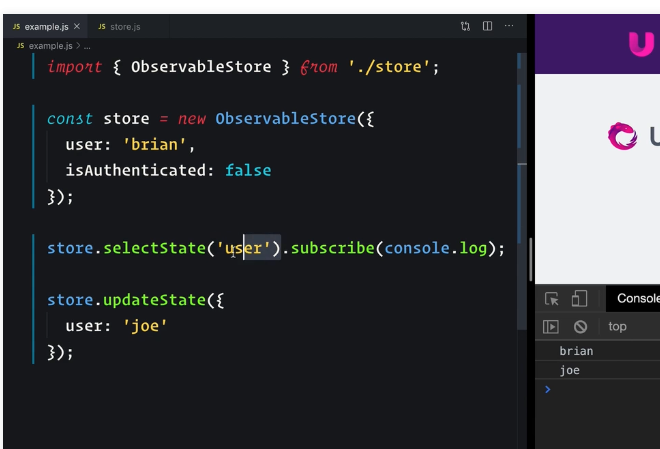 JS example.js ×
JS store.js
JS example.js > ...
import { ObservableStore } from './store';
const store = new ObservableStore({
user: 'brian',
isAuthenticated: false
});
store.selectState('user').subscribe(console.log);
store.updateState({
user: 'joe'
});
U
Console
top
brian
joe
>